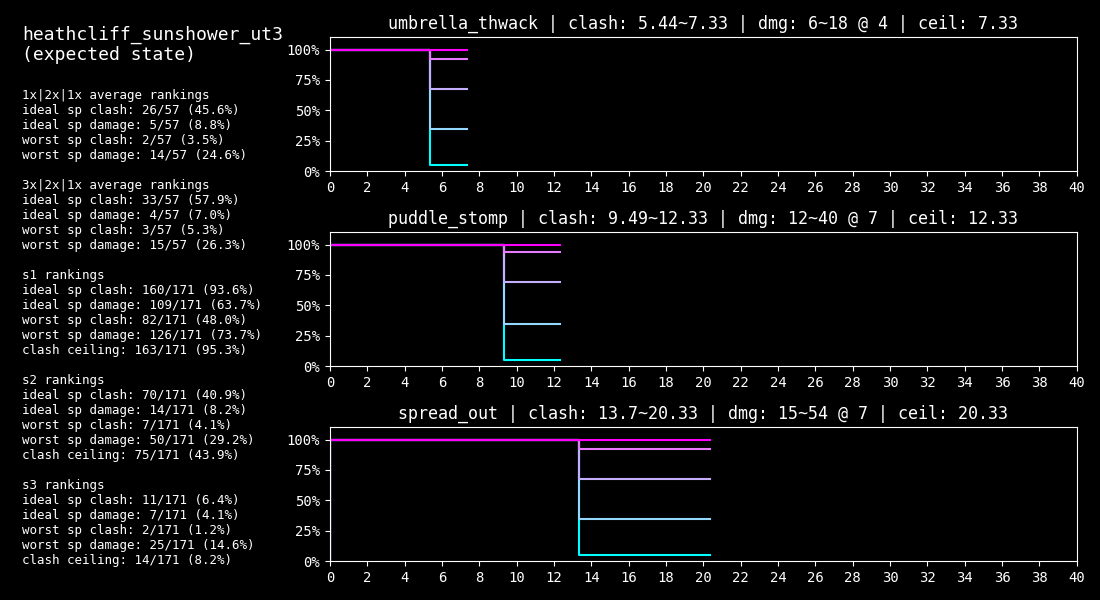 heathcliff_sunshower_ut3
(expected state)
1x|2x|1x average rankings
ideal sp clash: 26/57 (45.6%)
ideal sp damage: 5/57 (8.8%)
worst sp clash: 2/57 (3.5%)
worst sp damage: 14/57 (24.6%)
3x|2x|1x average rankings
ideal sp clash: 33/57 (57.9%)
ideal sp damage: 4/57 (7.0%)
worst sp clash: 3/57 (5.3%)
worst sp damage: 15/57 (26.3%)
s1 rankings
ideal sp clash: 160/171 (93.6%)
ideal sp damage: 109/171 (63.7%)
worst sp clash: 82/171 (48.0%)
worst sp damage: 126/171 (73.7%)
clash ceiling: 163/171 (95.3%)
s2 rankings
ideal sp clash: 70/171 (40.9%)
ideal sp damage: 14/171 (8.2%)
worst sp clash: 7/171 (4.1%)
worst sp damage: 50/171 (29.2%)
clash ceiling: 75/171 (43.9%)
s3 rankings
ideal sp clash: 11/171 (6.4%)
ideal sp damage: 7/171 (4.1%)
worst sp clash: 2/171 (1.2%)
worst sp damage: 25/171 (14.6%)
clash ceiling: 14/171 (8.2%)
umbrella_thwack | clash: 5.44~7.33 | dmg: 6~18 @ 4 | ceil: 7.33
100%
75%
50%
25%
0%
0 2 4 6 8 10 12 14 16 18 20 22 24 26 28 30 32 34 36 38 40
puddle_stomp | clash: 9.49~12.33 | dmg: 12~40 @ 7 | ceil: 12.33
100%
75%
50%
25%
0%
0 2 4 6 8 10 12 14 16 18 20 22 24 26 28 30 32 34 36 38 40
spread_out | clash: 13.7~20.33 | dmg: 15~54 @ 7 | ceil: 20.33
100%
75%
50%
25%
0%
0 2 4 6 8 10 12 14 16 18 20 22 24 26 28 30 32 34 36 38 40